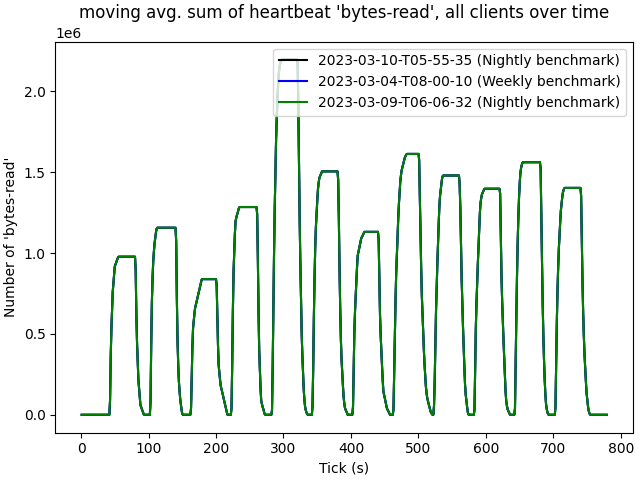 moving avg. sum of heartbeat 'bytes-read', all clients over time
1e6
2023-03-10-T05-55-35 (Nightly benchmark)
2023-03-04-T08-00-10 (Weekly benchmark)
2023-03-09-T06-06-32 (Nightly benchmark)
Number of 'bytes-read'
2.0
1.5
1.0
0.5
0.0
0 100 200 300 400 500 600 700 800
Tick (s)